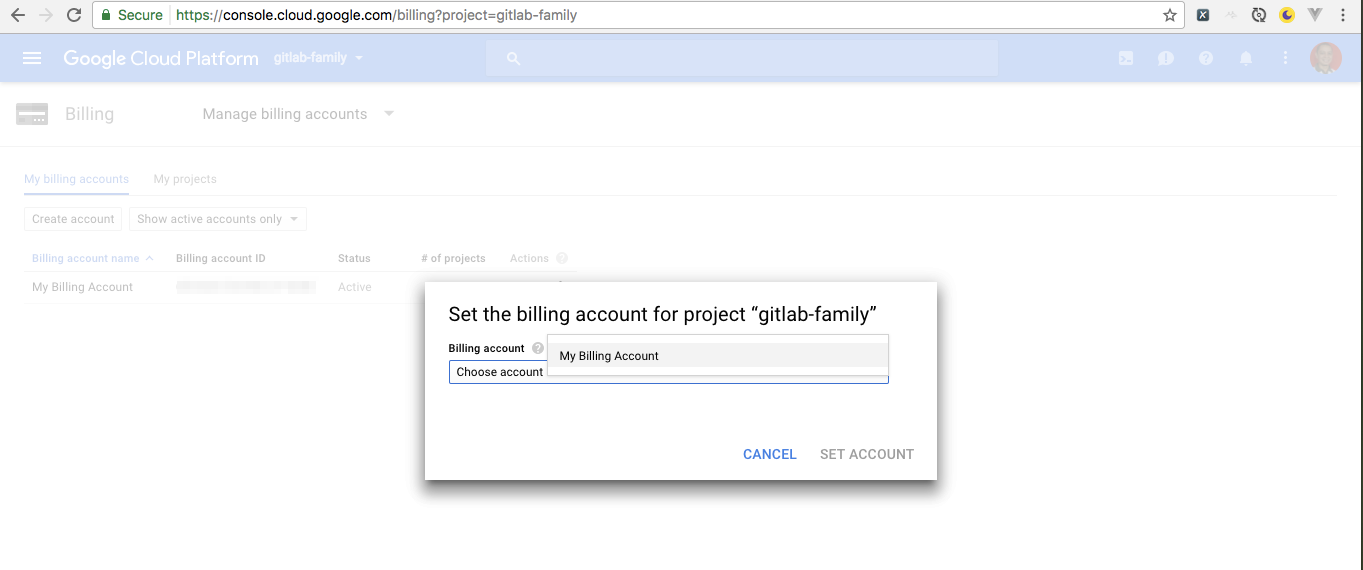 Secure https://console.cloud.google.com/billing?project=gitlab-family
Google Cloud Platform gitlab-family
Billing Manage billing accounts
My billing accounts My projects
Create account Show active accounts only
Billing account name Billing account ID Status # of projects Actions
My Billing Account Active
Set the billing account for project “gitlab-family”
Billing account
My Billing Account
Choose account
CANCEL SET ACCOUNT